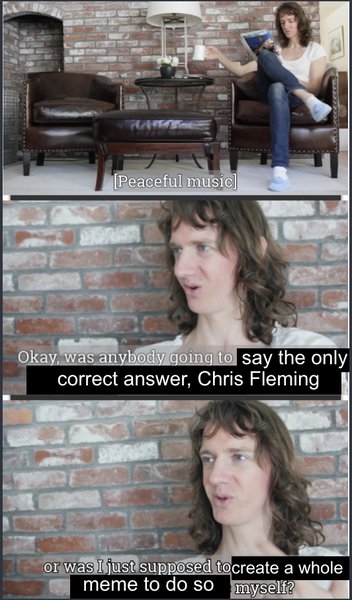 [Peaceful music]
Okay, was anybody going to say the only
correct answer, Chris Fleming
or was I just supposed to create a whole
meme to do so myself?